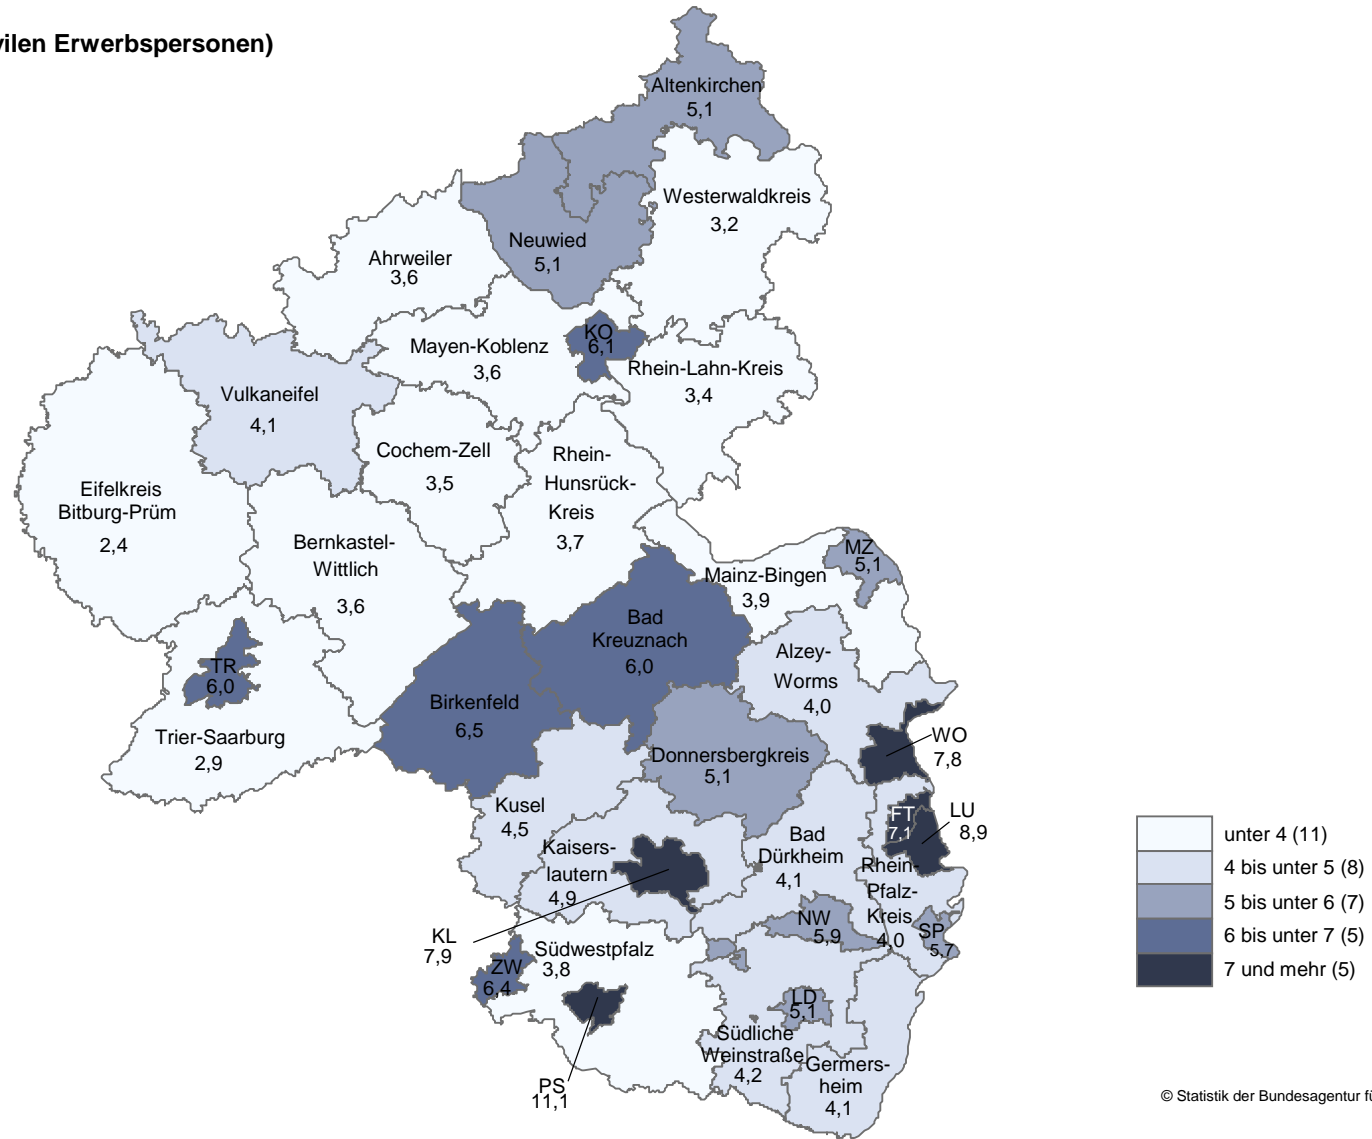 vilen Erwerbspersonen)
Altenkirchen
5,1
Westerwaldkreis
3,2
Neuwied
5,1
Ahrweiler
3,6
KO
6,1
Mayen-Koblenz
3,6
Rhein-Lahn-Kreis
3,4
Vulkaneifel
4,1
Cochem-Zell
3,5
Rhein-
Hunsrück-
Kreis
3,7
Eifelkreis
Bitburg-Prüm
2,4
Bernkastel-
Wittlich
3,6
MZ
5,1
Mainz-Bingen
3,9
Bad
Kreuznach
6,0
Alzey-
Worms
4,0
TR
6,0
Birkenfeld
6,5
Trier-Saarburg
2,9
WO
7,8
Donnersbergkreis
5,1
Kusel
4,5
FT
7,1
LU
8,9
Kaisers-
lautern
4,9
Bad
Dürkheim
4,1
Rhein-
Pfalz-
Kreis
4,0
NW
5,9
SP
5,7
KL
7,9
Südwestpfalz
3,8
ZW
6,4
LD
5,1
Südliche
Weinstraße
4,2
Germers-
heim
4,1
PS
11,1
unter 4 (11)
4 bis unter 5 (8)
5 bis unter 6 (7)
6 bis unter 7 (5)
7 und mehr (5)
© Statistik der Bundesagentur fü